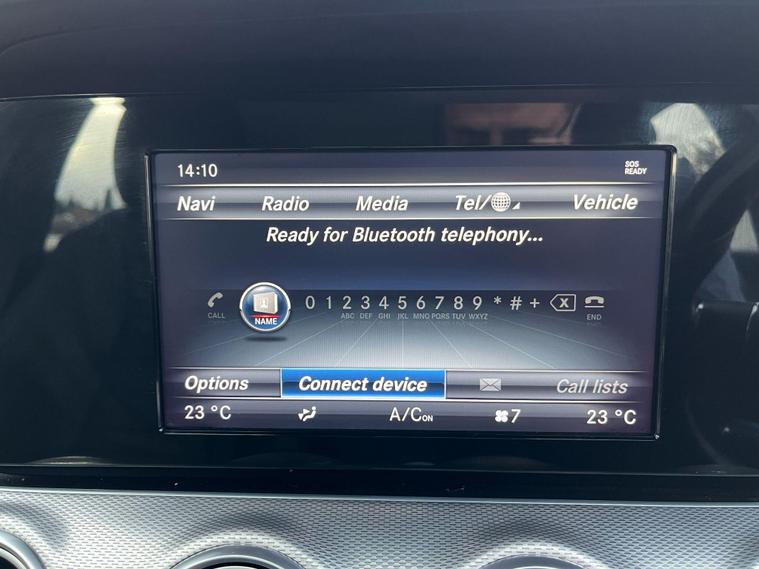 14:10
SOS READY
Navi Radio Media Tel/ Vehicle
Ready for Bluetooth telephony...
0 1 2 3 4 5 6 7 8 9 * # +
CALL NAME ABC DEF GHI JKL MNO PQRS TUV WXYZ END
Options Connect device Call lists
23 °C A/C ON 7 23 °C